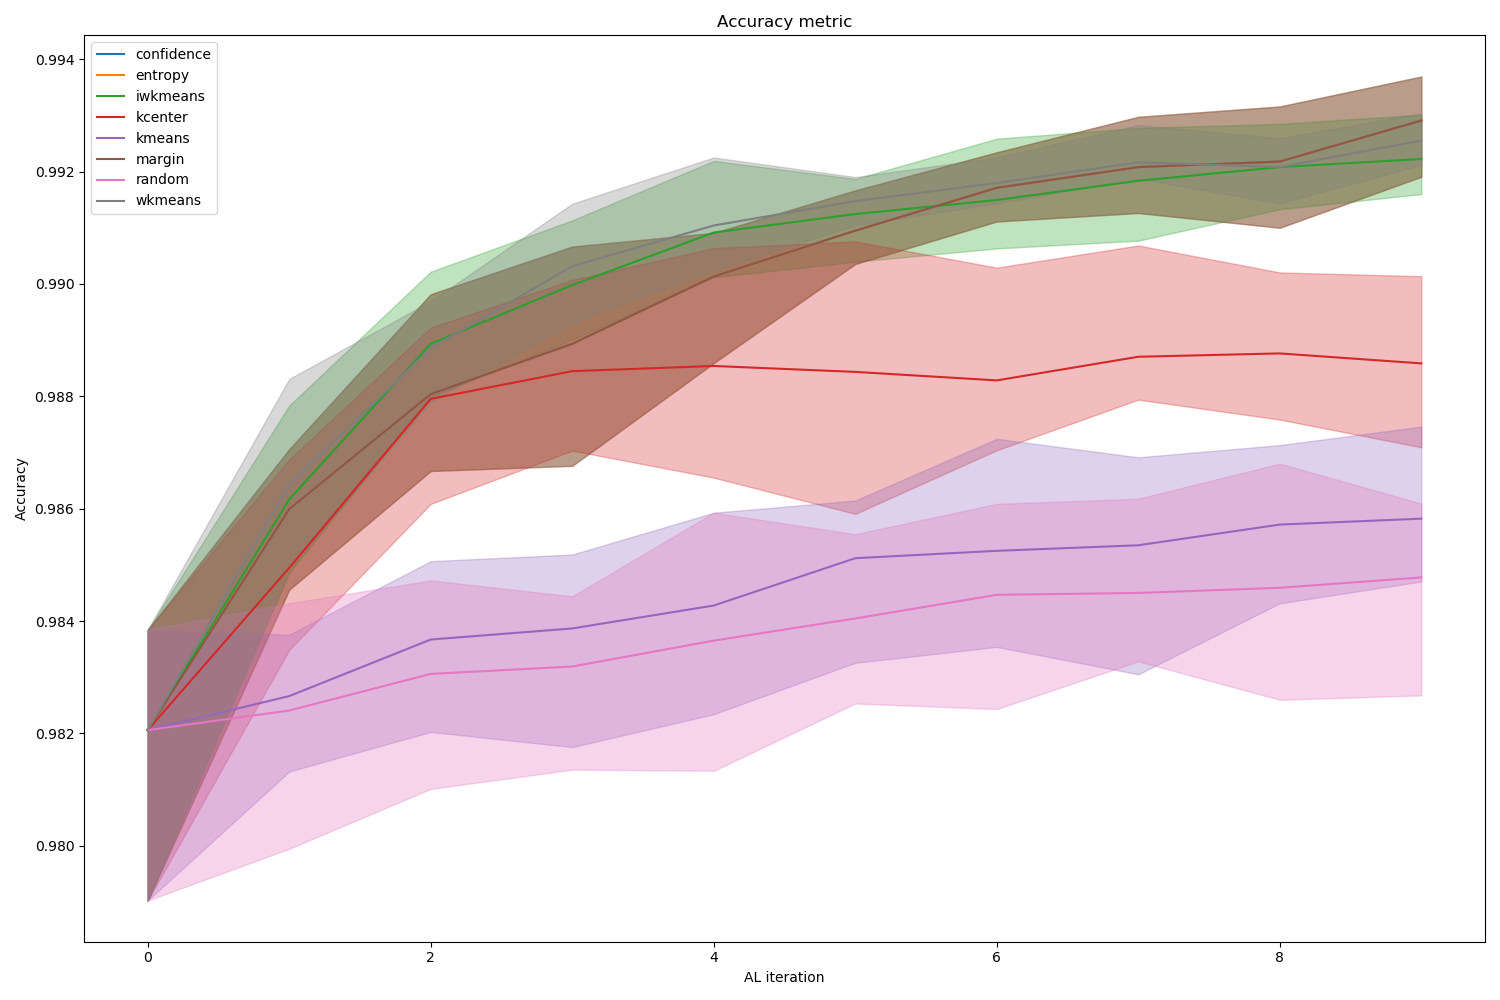 Accuracy metric
confidence
entropy
iwkmeans
kcenter
kmeans
margin
random
wkmeans
0.994
0.992
0.990
0.988
0.986
0.984
0.982
0.980
Accuracy
0 2 4 6 8
AL iteration